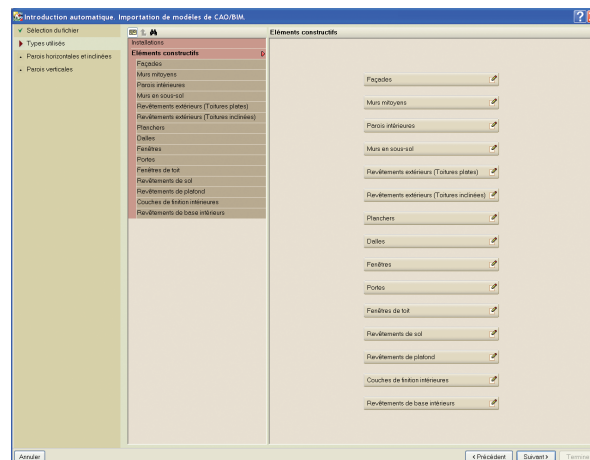 Introduction automatique. Importation de modèles de CAO/BIM.
Sélection du fichier
Types utilisés
Parois horizontales et inclinées
Parois verticales
Installations
Eléments constructifs
Façades
Murs mitoyens
Parois intérieures
Murs en sous-sol
Revêtements extérieurs (Toitures plates)
Revêtements extérieurs (Toitures inclinées)
Planchers
Dalles
Fenêtres
Portes
Fenêtres de toit
Revêtements de sol
Revêtements de plafond
Couches de finition intérieures
Revêtements de base intérieurs
Eléments constructifs
Façades
Murs mitoyens
Parois intérieures
Murs en sous-sol
Revêtements extérieurs (Toitures plates)
Revêtements extérieurs (Toitures inclinées)
Planchers
Dalles
Fenêtres
Portes
Fenêtres de toit
Revêtements de sol
Revêtements de plafond
Couches de finition intérieures
Revêtements de base intérieurs
Annuler
< Précédent
Suivant >